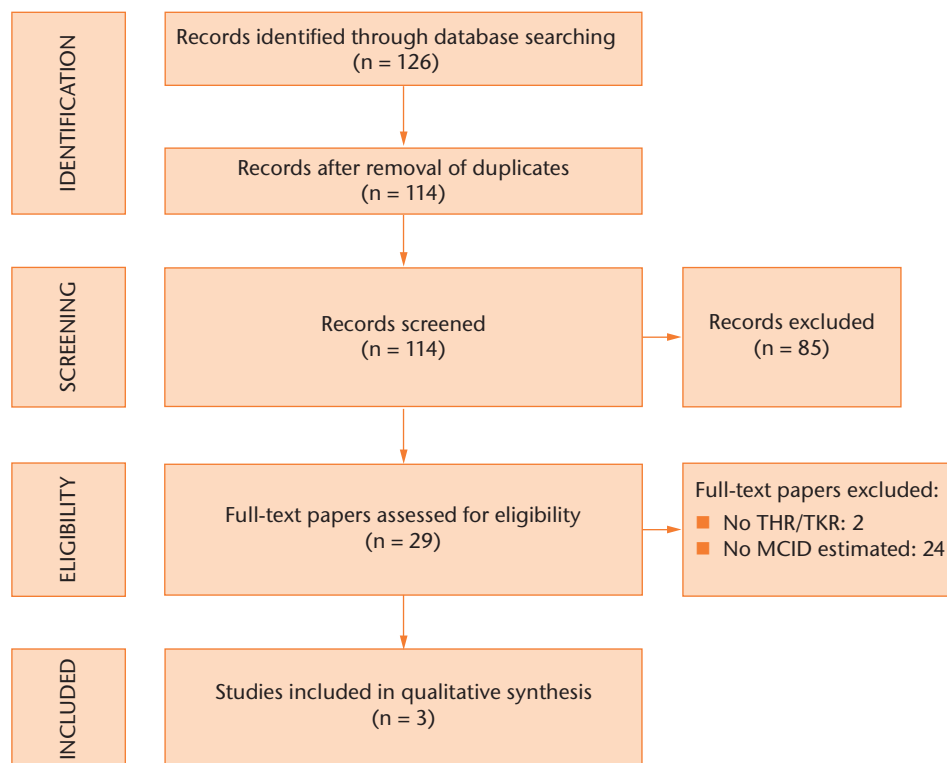 IDENTIFICATION
Records identified through database searching
(n = 126)
Records after removal of duplicates
(n = 114)
SCREENING
Records screened
(n = 114)
Records excluded
(n = 85)
ELIGIBILITY
Full-text papers assessed for eligibility
(n = 29)
Full-text papers excluded:
No THR/TKR: 2
No MCID estimated: 24
INCLUDED
Studies included in qualitative synthesis
(n = 3)